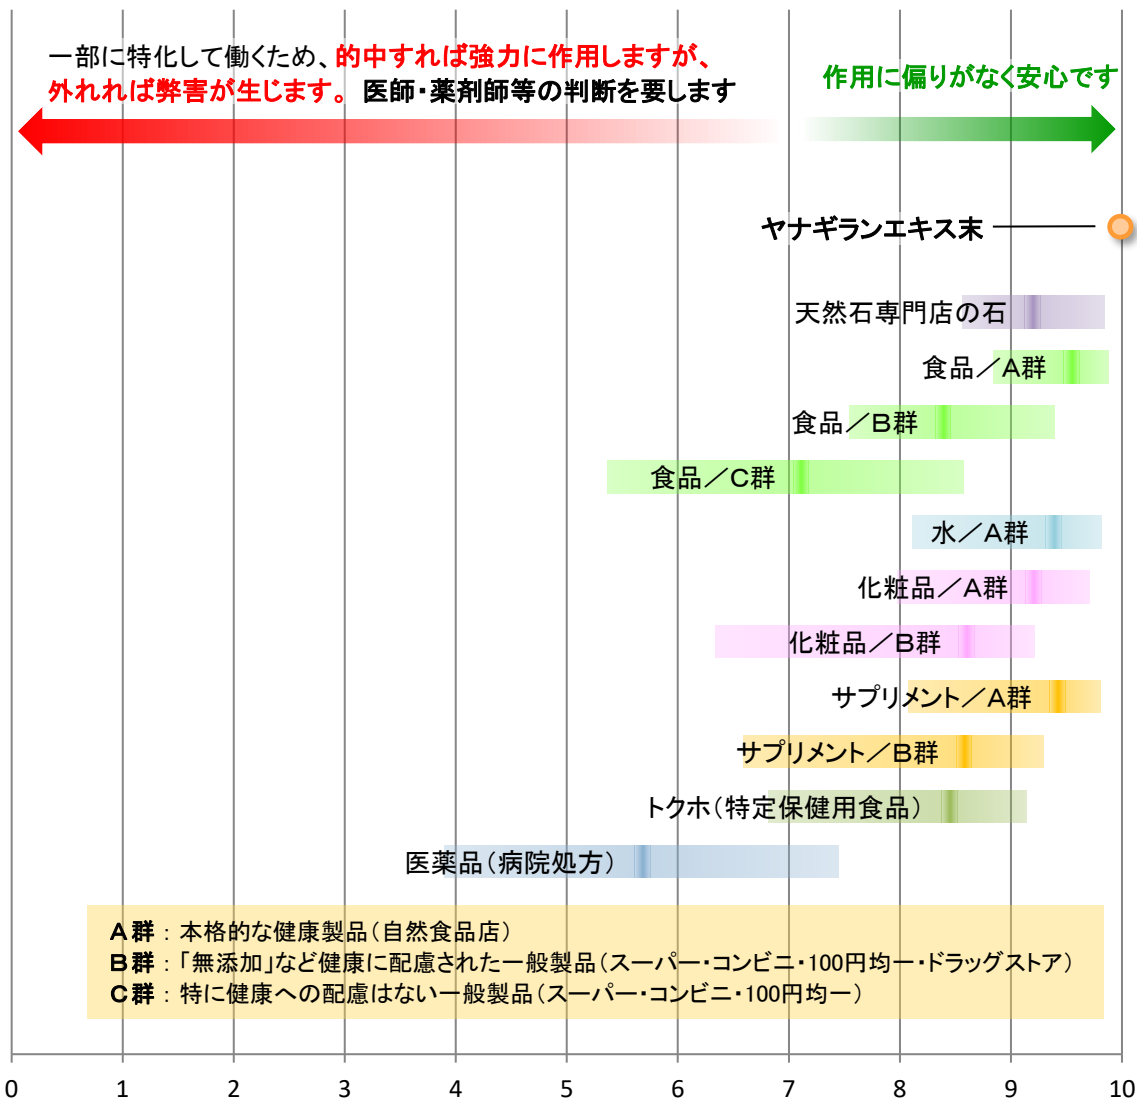 一部に特化して働くため、的中すれば強力に作用しますが、
外れれば弊害が生じます。 医師・薬剤師等の判断を要します
作用に偏りがなく安心です
ヤナギランエキス末
天然石専門店の石
食品／A群
食品／B群
食品／C群
水／A群
化粧品／A群
化粧品／B群
サプリメント／A群
サプリメント／B群
トクホ（特定保健用食品）
医薬品（病院処方）
A群：本格的な健康製品（自然食品店）
B群：「無添加」など健康に配慮された一般製品（スーパー・コンビニ・100円均一・ドラッグストア）
C群：特に健康への配慮はない一般製品（スーパー・コンビニ・100円均一）
0 1 2 3 4 5 6 7 8 9 10